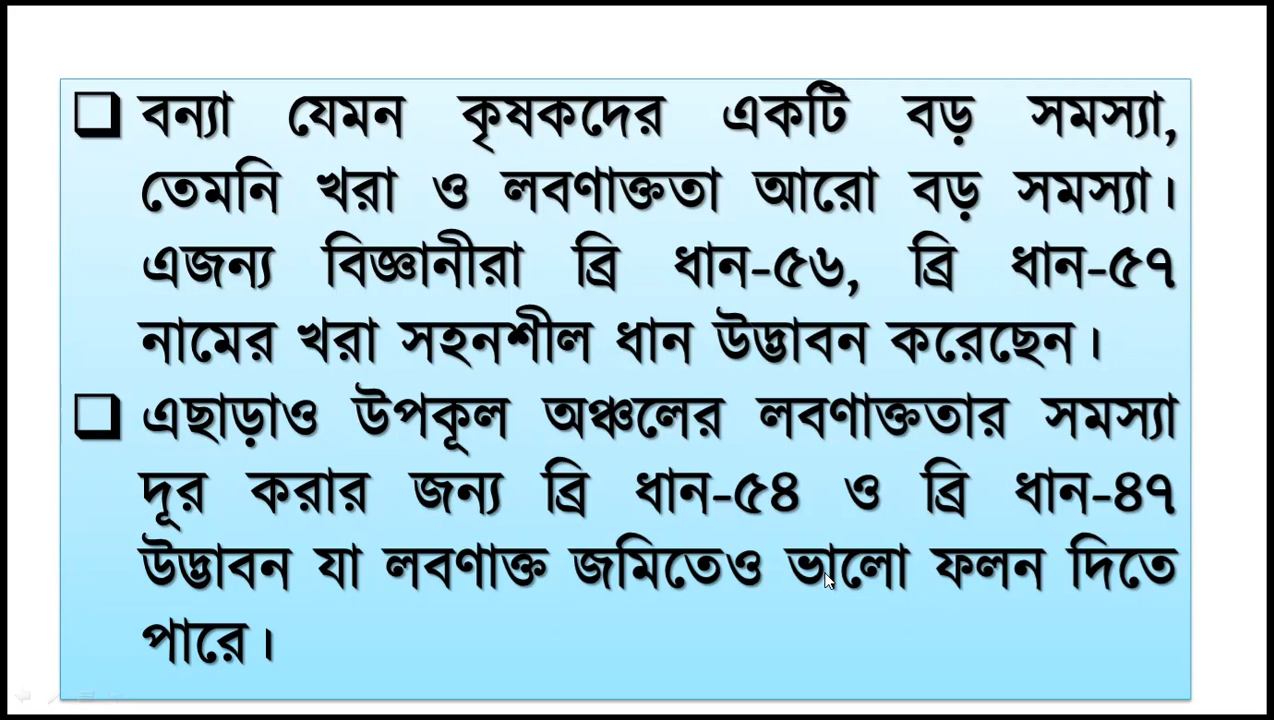 বন্যা যেমন কৃষকদের একটি বড় সমস্যা,
তেমনি খরা ও লবণাক্ততা আরো বড় সমস্যা।
এজন্য বিজ্ঞানীরা ব্রি ধান-৫৬, ব্রি ধান-৫৭
নামের খরা সহনশীল ধান উদ্ভাবন করেছেন।
এছাড়াও উপকূল অঞ্চলের লবণাক্ততার সমস্যা
দূর করার জন্য ব্রি ধান-৫৪ ও ব্রি ধান-৪৭
উদ্ভাবন যা লবণাক্ত জমিতেও ভালো ফলন দিতে
পারে।